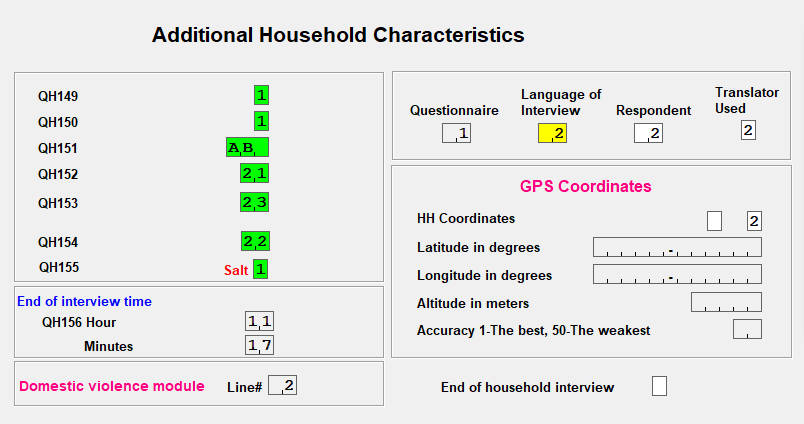 Additional Household Characteristics
QH149 1
QH150 1
QH151 A B
QH152 2 1
QH153 2 3
QH154 2 2
QH155 Salt 1
End of interview time
QH156 Hour 1 1
Minutes 1 7
Domestic violence module Line# 2
Questionnaire 1
Language of
Interview 2
Respondent 2
Translator
Used 2
GPS Coordinates
HH Coordinates 2
Latitude in degrees .
Longitude in degrees .
Altitude in meters
Accuracy 1-The best, 50-The weakest
End of household interview